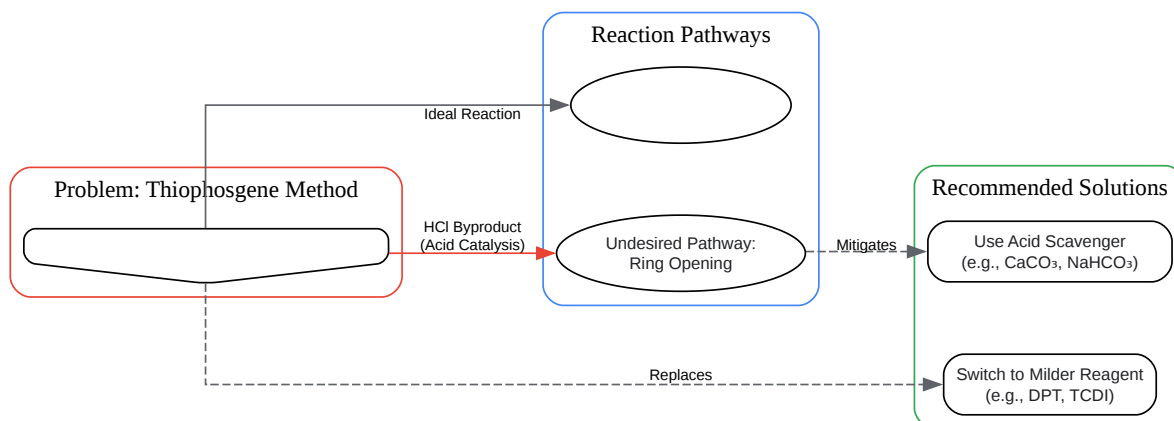 Reaction Pathways
Ideal Reaction
Problem: Thiophosgene Method
HCl Byproduct
(Acid Catalysis)
Undesired Pathway:
Ring Opening
Mitigates
Recommended Solutions
Use Acid Scavenger
(e.g., CaCO₃, NaHCO₃)
Replaces
Switch to Milder Reagent
(e.g., DPT, TCDI)